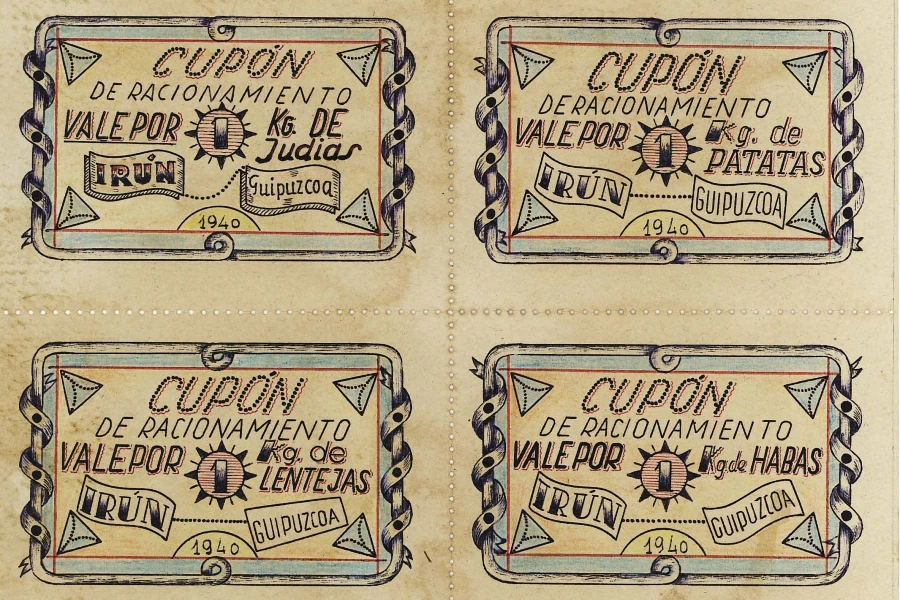 CUPÓN
DE RACIONAMIENTO
VALE POR 1 Kg. DE
Judias
IRÚN
Guipuzcoa
1940
CUPÓN
DE RACIONAMIENTO
VALE POR 1 Kg. de
PATATAS
IRÚN
GUIPUZCOA
1940
CUPÓN
DE RACIONAMIENTO
VALE POR 1 Kg. de
LENTEJAS
IRÚN
GUIPUZCOA
1940
CUPÓN
DE RACIONAMIENTO
VALE POR 1 Kg de HABAS
IRÚN
GUIPUZCOA
1940